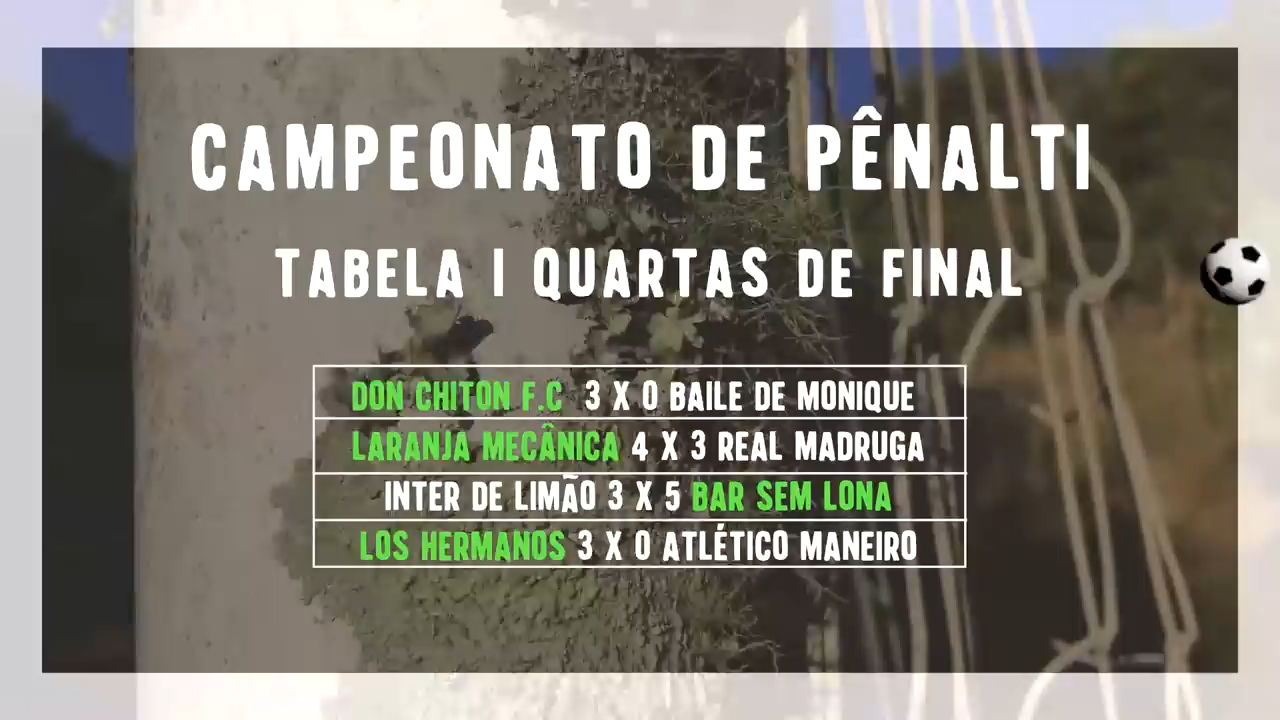 CAMPEONATO DE PÊNALTI
TABELA | QUARTAS DE FINAL
DON CHITON F.C 3 X 0 BAILE DE MONIQUE
LARANJA MECÂNICA 4 X 3 REAL MADRUGA
INTER DE LIMÃO 3 X 5 BAR SEM LONA
LOS HERMANOS 3 X 0 ATLÉTICO MANEIRO